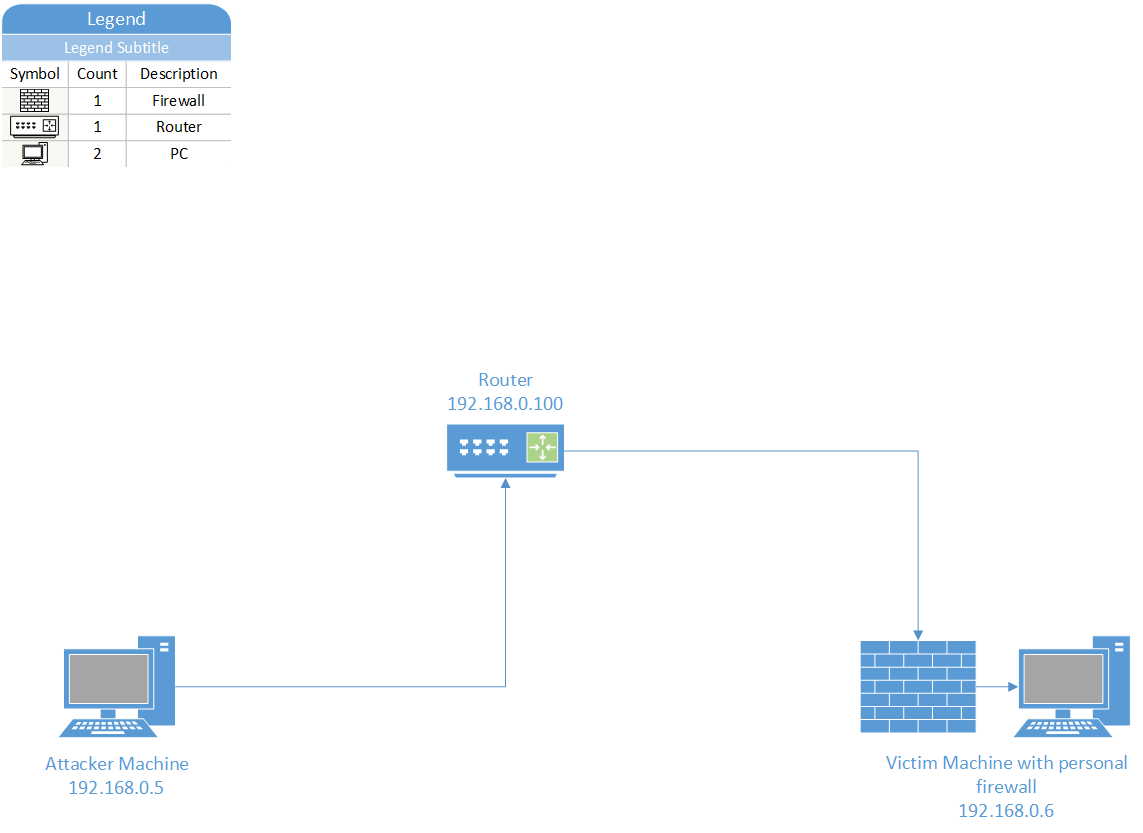 Legend
Legend Subtitle
Symbol Count Description
1 Firewall
1 Router
2 PC
Router
192.168.0.100
Attacker Machine
192.168.0.5
Victim Machine with personal
firewall
192.168.0.6